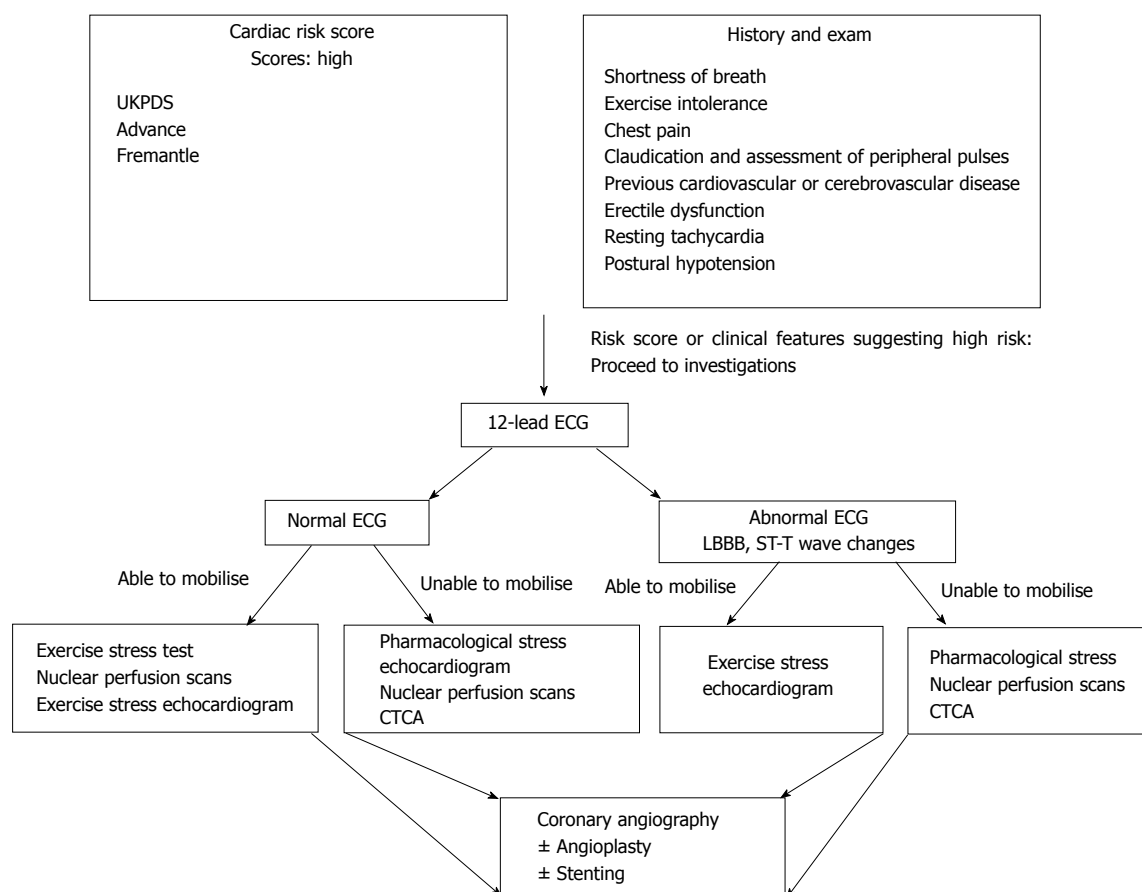 Cardiac risk score
Scores: high
UKPDS
Advance
Fremantle
History and exam
Shortness of breath
Exercise intolerance
Chest pain
Claudication and assessment of peripheral pulses
Previous cardiovascular or cerebrovascular disease
Erectile dysfunction
Resting tachycardia
Postural hypotension
Risk score or clinical features suggesting high risk:
Proceed to investigations
12-lead ECG
Normal ECG
Abnormal ECG
LBBB, ST-T wave changes
Able to mobilise
Unable to mobilise
Able to mobilise
Unable to mobilise
Exercise stress test
Nuclear perfusion scans
Exercise stress echocardiogram
Pharmacological stress
echocardiogram
Nuclear perfusion scans
CTCA
Exercise stress
echocardiogram
Pharmacological stress
Nuclear perfusion scans
CTCA
Coronary angiography
± Angioplasty
± Stenting